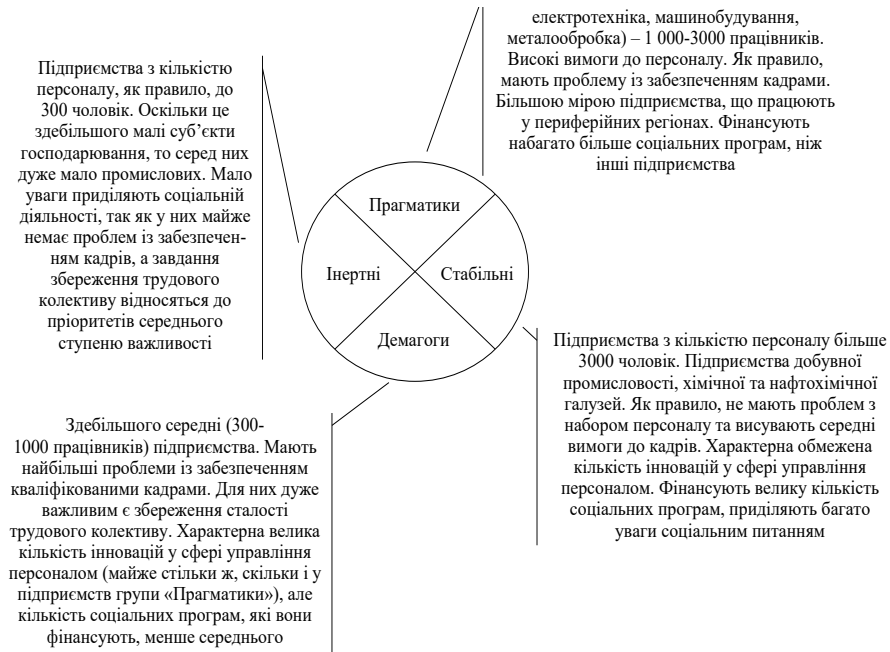 електротехніка, машинобудування,
металообробка) – 1 000-3000 працівників.
Високі вимоги до персоналу. Як правило,
мають проблему із забезпеченням кадрами.
Більшою мірою підприємства, що працюють
у периферійних регіонах. Фінансують
набагато більше соціальних програм, ніж
інші підприємства
Підприємства з кількістю
персоналу, як правило, до
300 чоловік. Оскільки це
здебільшого малі суб’єкти
господарювання, то серед них
дуже мало промислових. Мало
уваги приділяють соціальній
діяльності, так як у них майже
немає проблем із забезпечен-
ням кадрів, а завдання
збереження трудового
колективу відносяться до
пріоритетів середнього
ступеню важливості
Прагматики
Інертні
Стабільні
Демагоги
Підприємства з кількістю персоналу більше
3000 чоловік. Підприємства добувної
промисловості, хімічної та нафтохімічної
галузей. Як правило, не мають проблем з
набором персоналу та висувають середні
вимоги до кадрів. Характерна обмежена
кількість інновацій у сфері управління
персоналом. Фінансують велику кількість
соціальних програм, приділяють багато
уваги соціальним питанням
Здебільшого середні (300-
1000 працівників) підприємства. Мають
найбільші проблеми із забезпеченням
кваліфікованими кадрами. Для них дуже
важливим є збереження сталості
трудового колективу. Характерна велика
кількість інновацій у сфері управління
персоналом (майже стільки ж, скільки і у
підприємств групи «Прагматики»), але
кількість соціальних програм, які вони
фінансують, менше середнього